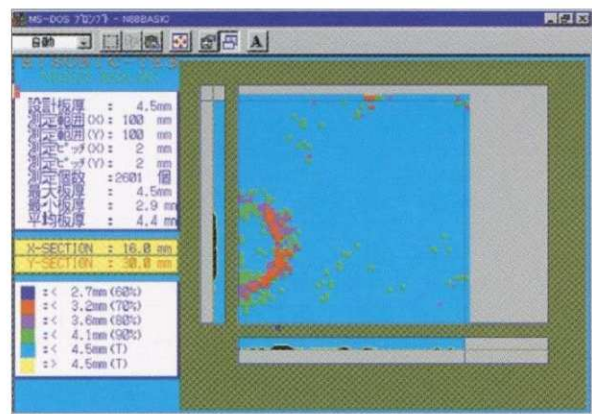 MS-DOS ﾌﾟﾛﾝﾌﾟﾄ - N88BASIC
自動
A
設計板厚 : 4.5mm
測定範囲(X): 100 mm
測定範囲(Y): 100 mm
測定ﾋﾟｯﾁ(X): 2 mm
測定ﾋﾟｯﾁ(Y): 2 mm
測定個数 :2601 個
最大板厚 : 4.5mm
最小板厚 : 2.9 mm
平均板厚 : 4.4 mm
X-SECTION : 16.0 mm
Y-SECTION : 30.0 mm
:< 2.7mm(60%)
:< 3.2mm(70%)
:< 3.6mm(80%)
:< 4.1mm(90%)
:< 4.5mm(T)
:> 4.5mm(T)